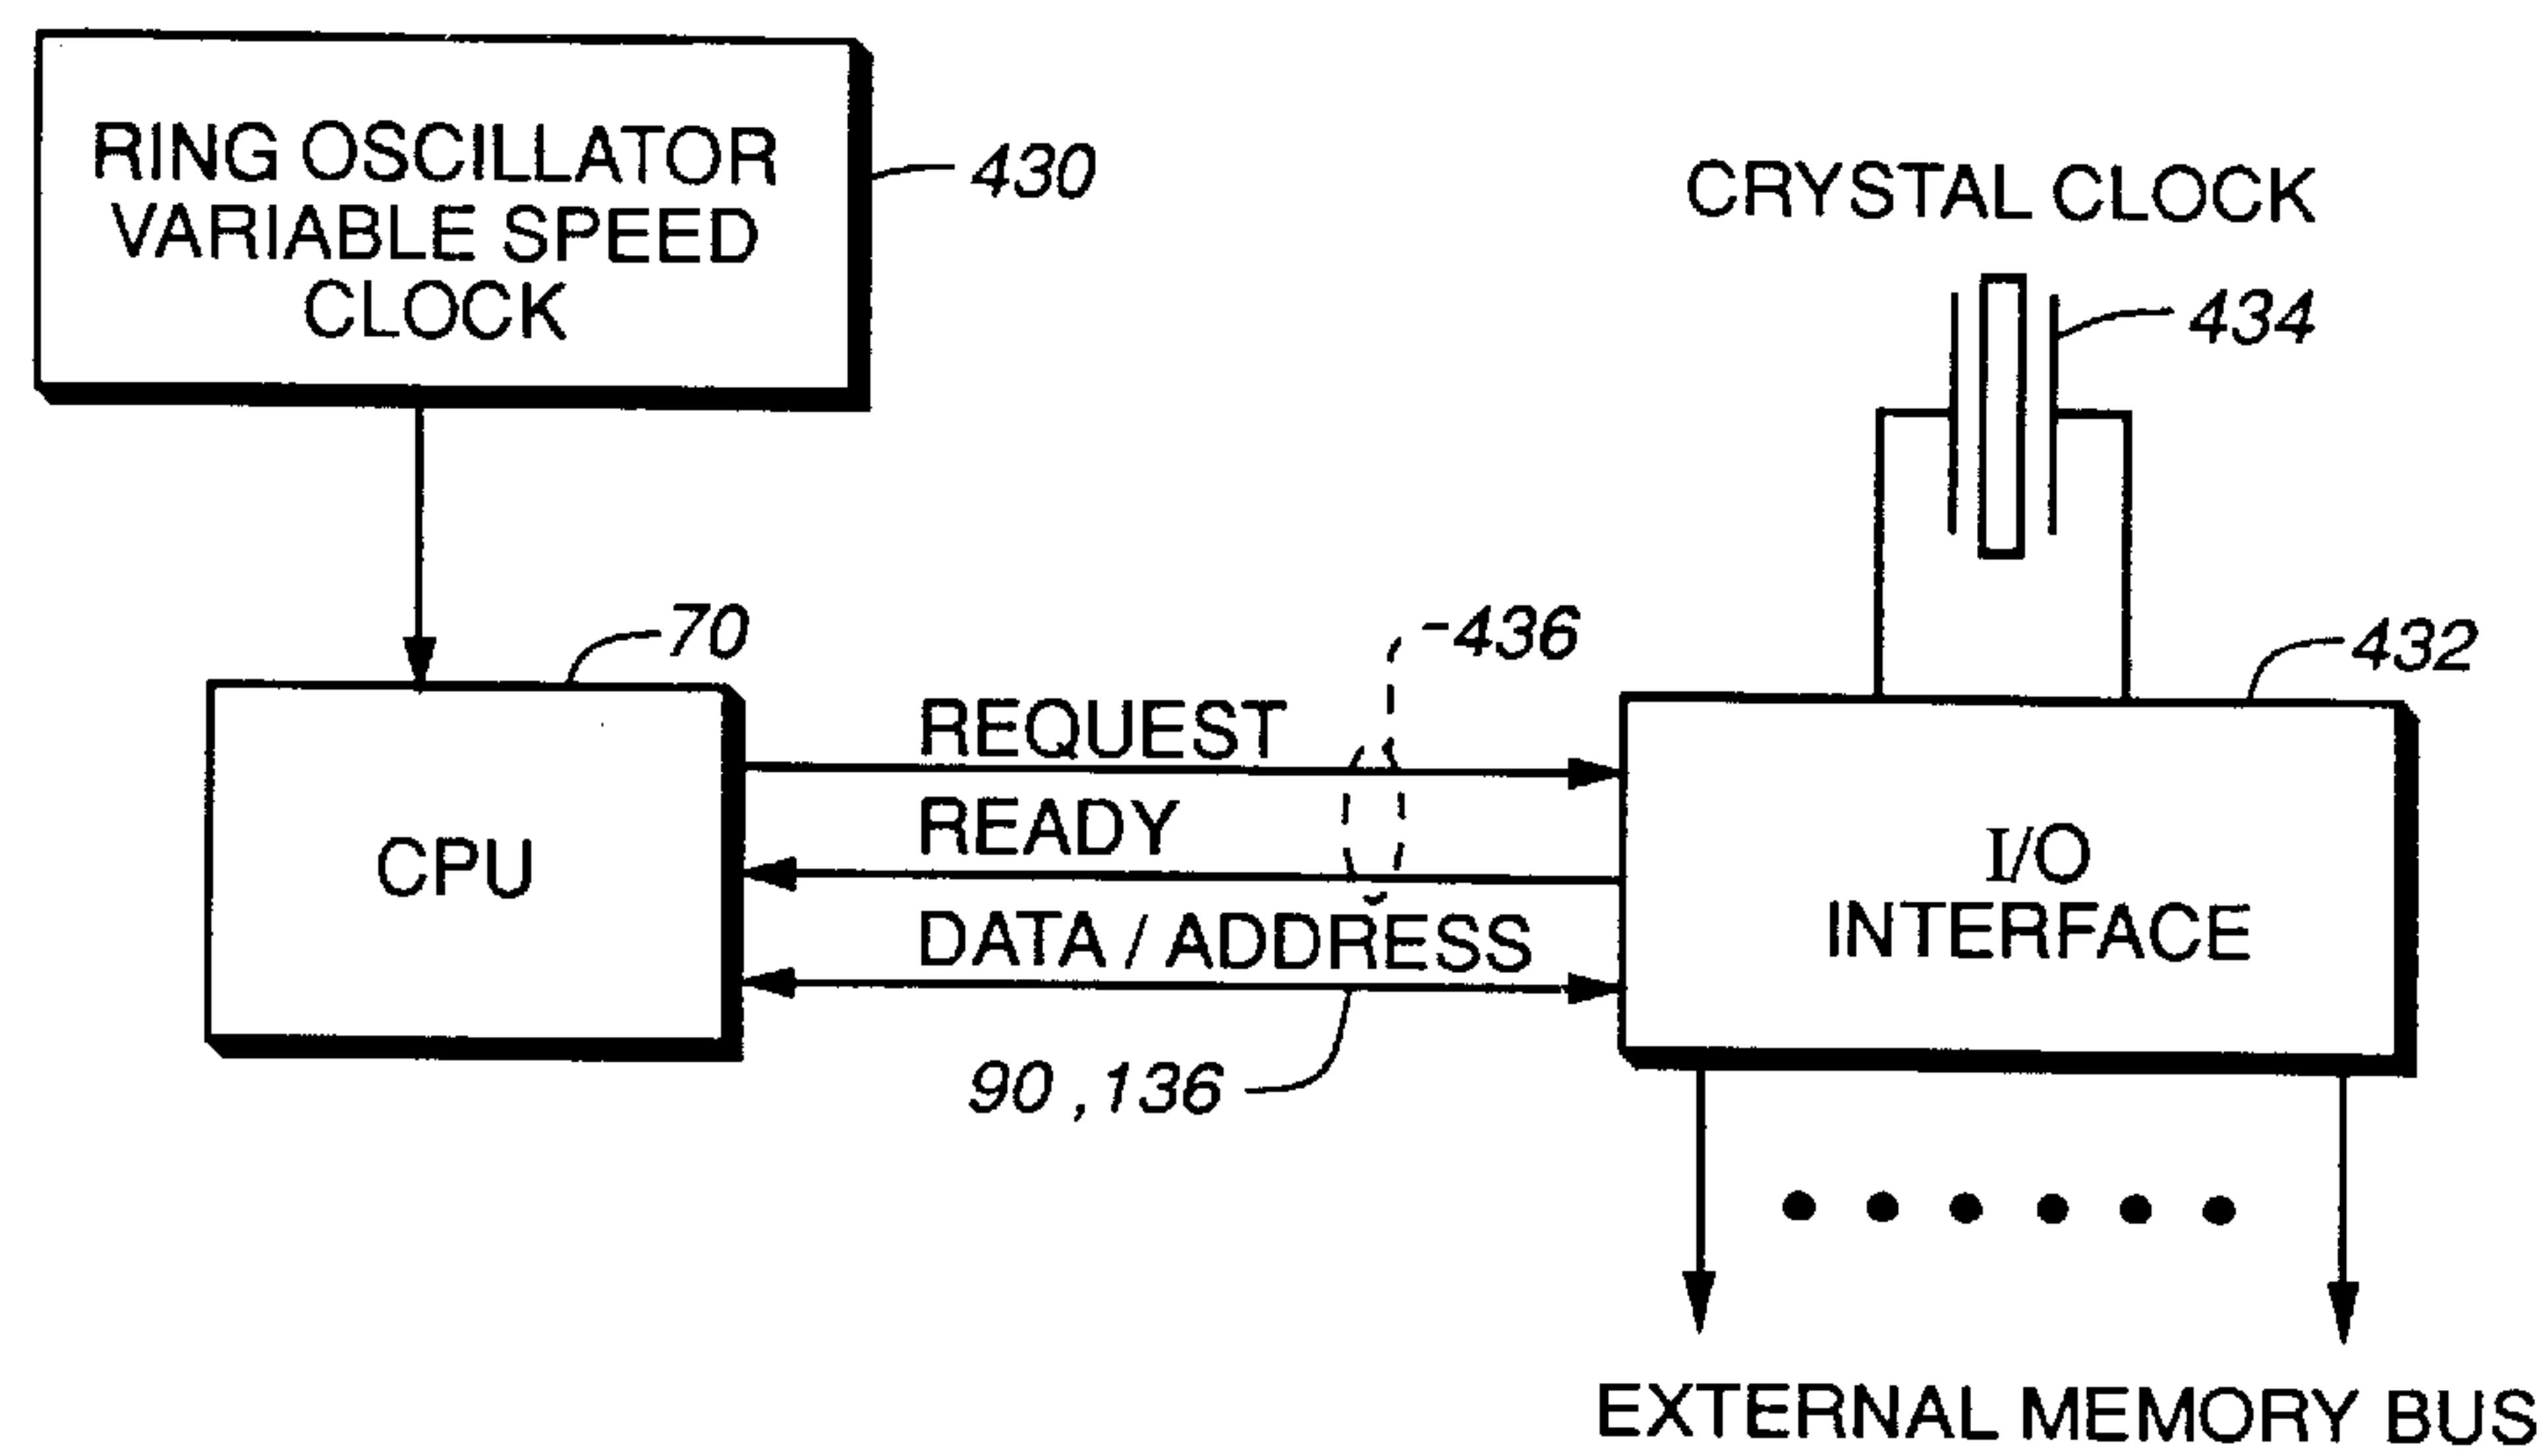 RING OSCILLATOR
VARIABLE SPEED
CLOCK
430
CRYSTAL CLOCK
434
70
436
432
REQUEST
READY
DATA / ADDRESS
CPU
I/O
INTERFACE
90 ,136
EXTERNAL MEMORY BUS